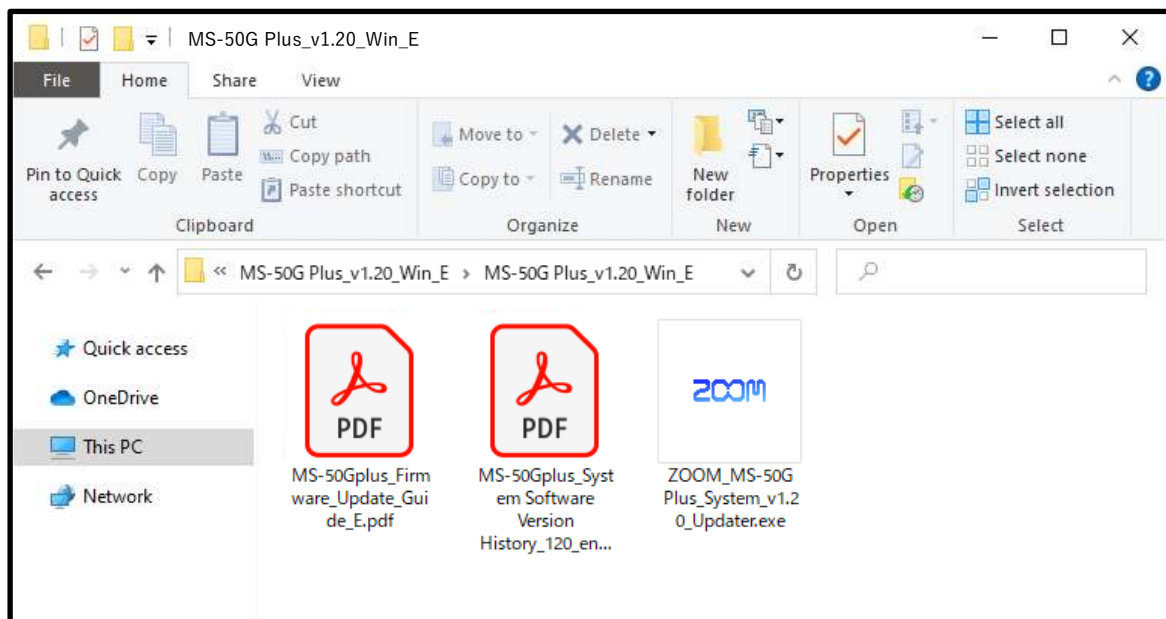 MS-50G Plus_v1.20_Win_E
File Home Share View
Pin to Quick access
Copy
Paste
Cut
Copy path
Paste shortcut
Clipboard
Move to
Copy to
Delete
Rename
Organize
New folder
New
Properties
Open
Select all
Select none
Invert selection
Select
« MS-50G Plus_v1.20_Win_E > MS-50G Plus_v1.20_Win_E
Quick access
OneDrive
This PC
Network
PDF
MS-50Gplus_Firm
ware_Update_Gui
de_E.pdf
PDF
MS-50Gplus_Syst
em Software
Version
History_120_en...
ZOOM
ZOOM_MS-50G
Plus_System_v1.2
0_Updater.exe